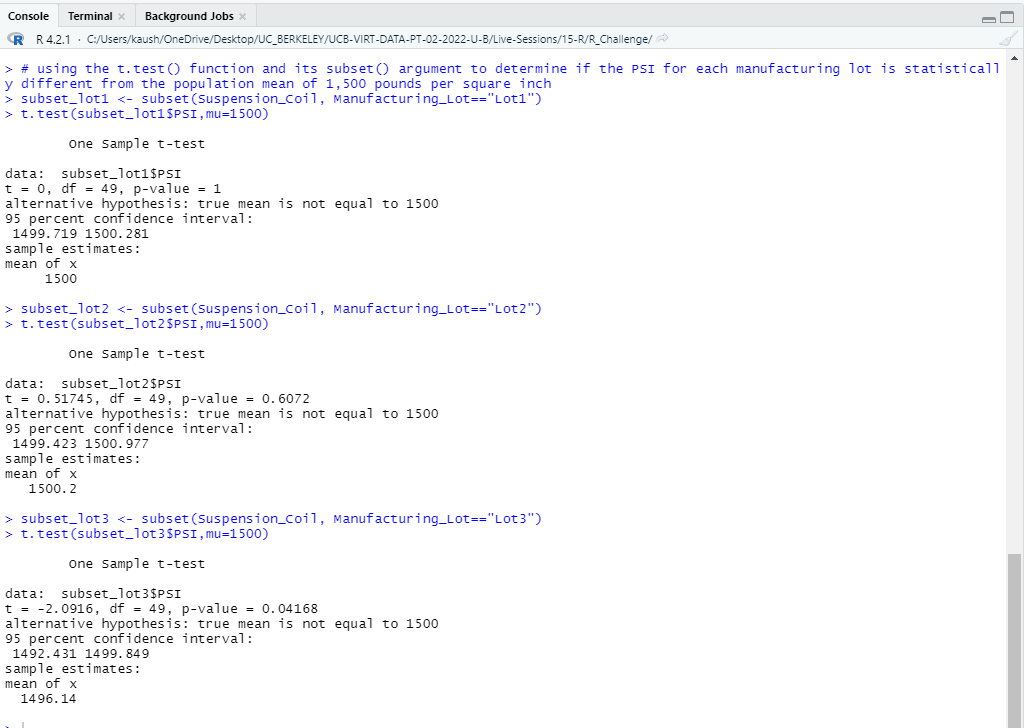 Console Terminal Background Jobs
R 4.2.1 · C:/Users/kaush/OneDrive/Desktop/UC_BERKELEY/UCB-VIRT-DATA-PT-02-2022-U-B/Live-Sessions/15-R/R_Challenge/
> # using the t.test() function and its subset() argument to determine if the PSI for each manufacturing lot is statisticall
y different from the population mean of 1,500 pounds per square inch
> subset_lot1 <- subset(Suspension_Coil, Manufacturing_Lot=="Lot1")
> t.test(subset_lot1$PSI,mu=1500)
One Sample t-test
data:  subset_lot1$PSI
t = 0, df = 49, p-value = 1
alternative hypothesis: true mean is not equal to 1500
95 percent confidence interval:
1499.719 1500.281
sample estimates:
mean of x
1500
> subset_lot2 <- subset(Suspension_Coil, Manufacturing_Lot=="Lot2")
> t.test(subset_lot2$PSI,mu=1500)
One Sample t-test
data:  subset_lot2$PSI
t = 0.51745, df = 49, p-value = 0.6072
alternative hypothesis: true mean is not equal to 1500
95 percent confidence interval:
1499.423 1500.977
sample estimates:
mean of x
1500.2
> subset_lot3 <- subset(Suspension_Coil, Manufacturing_Lot=="Lot3")
> t.test(subset_lot3$PSI,mu=1500)
One Sample t-test
data:  subset_lot3$PSI
t = -2.0916, df = 49, p-value = 0.04168
alternative hypothesis: true mean is not equal to 1500
95 percent confidence interval:
1492.431 1499.849
sample estimates:
mean of x
1496.14
>